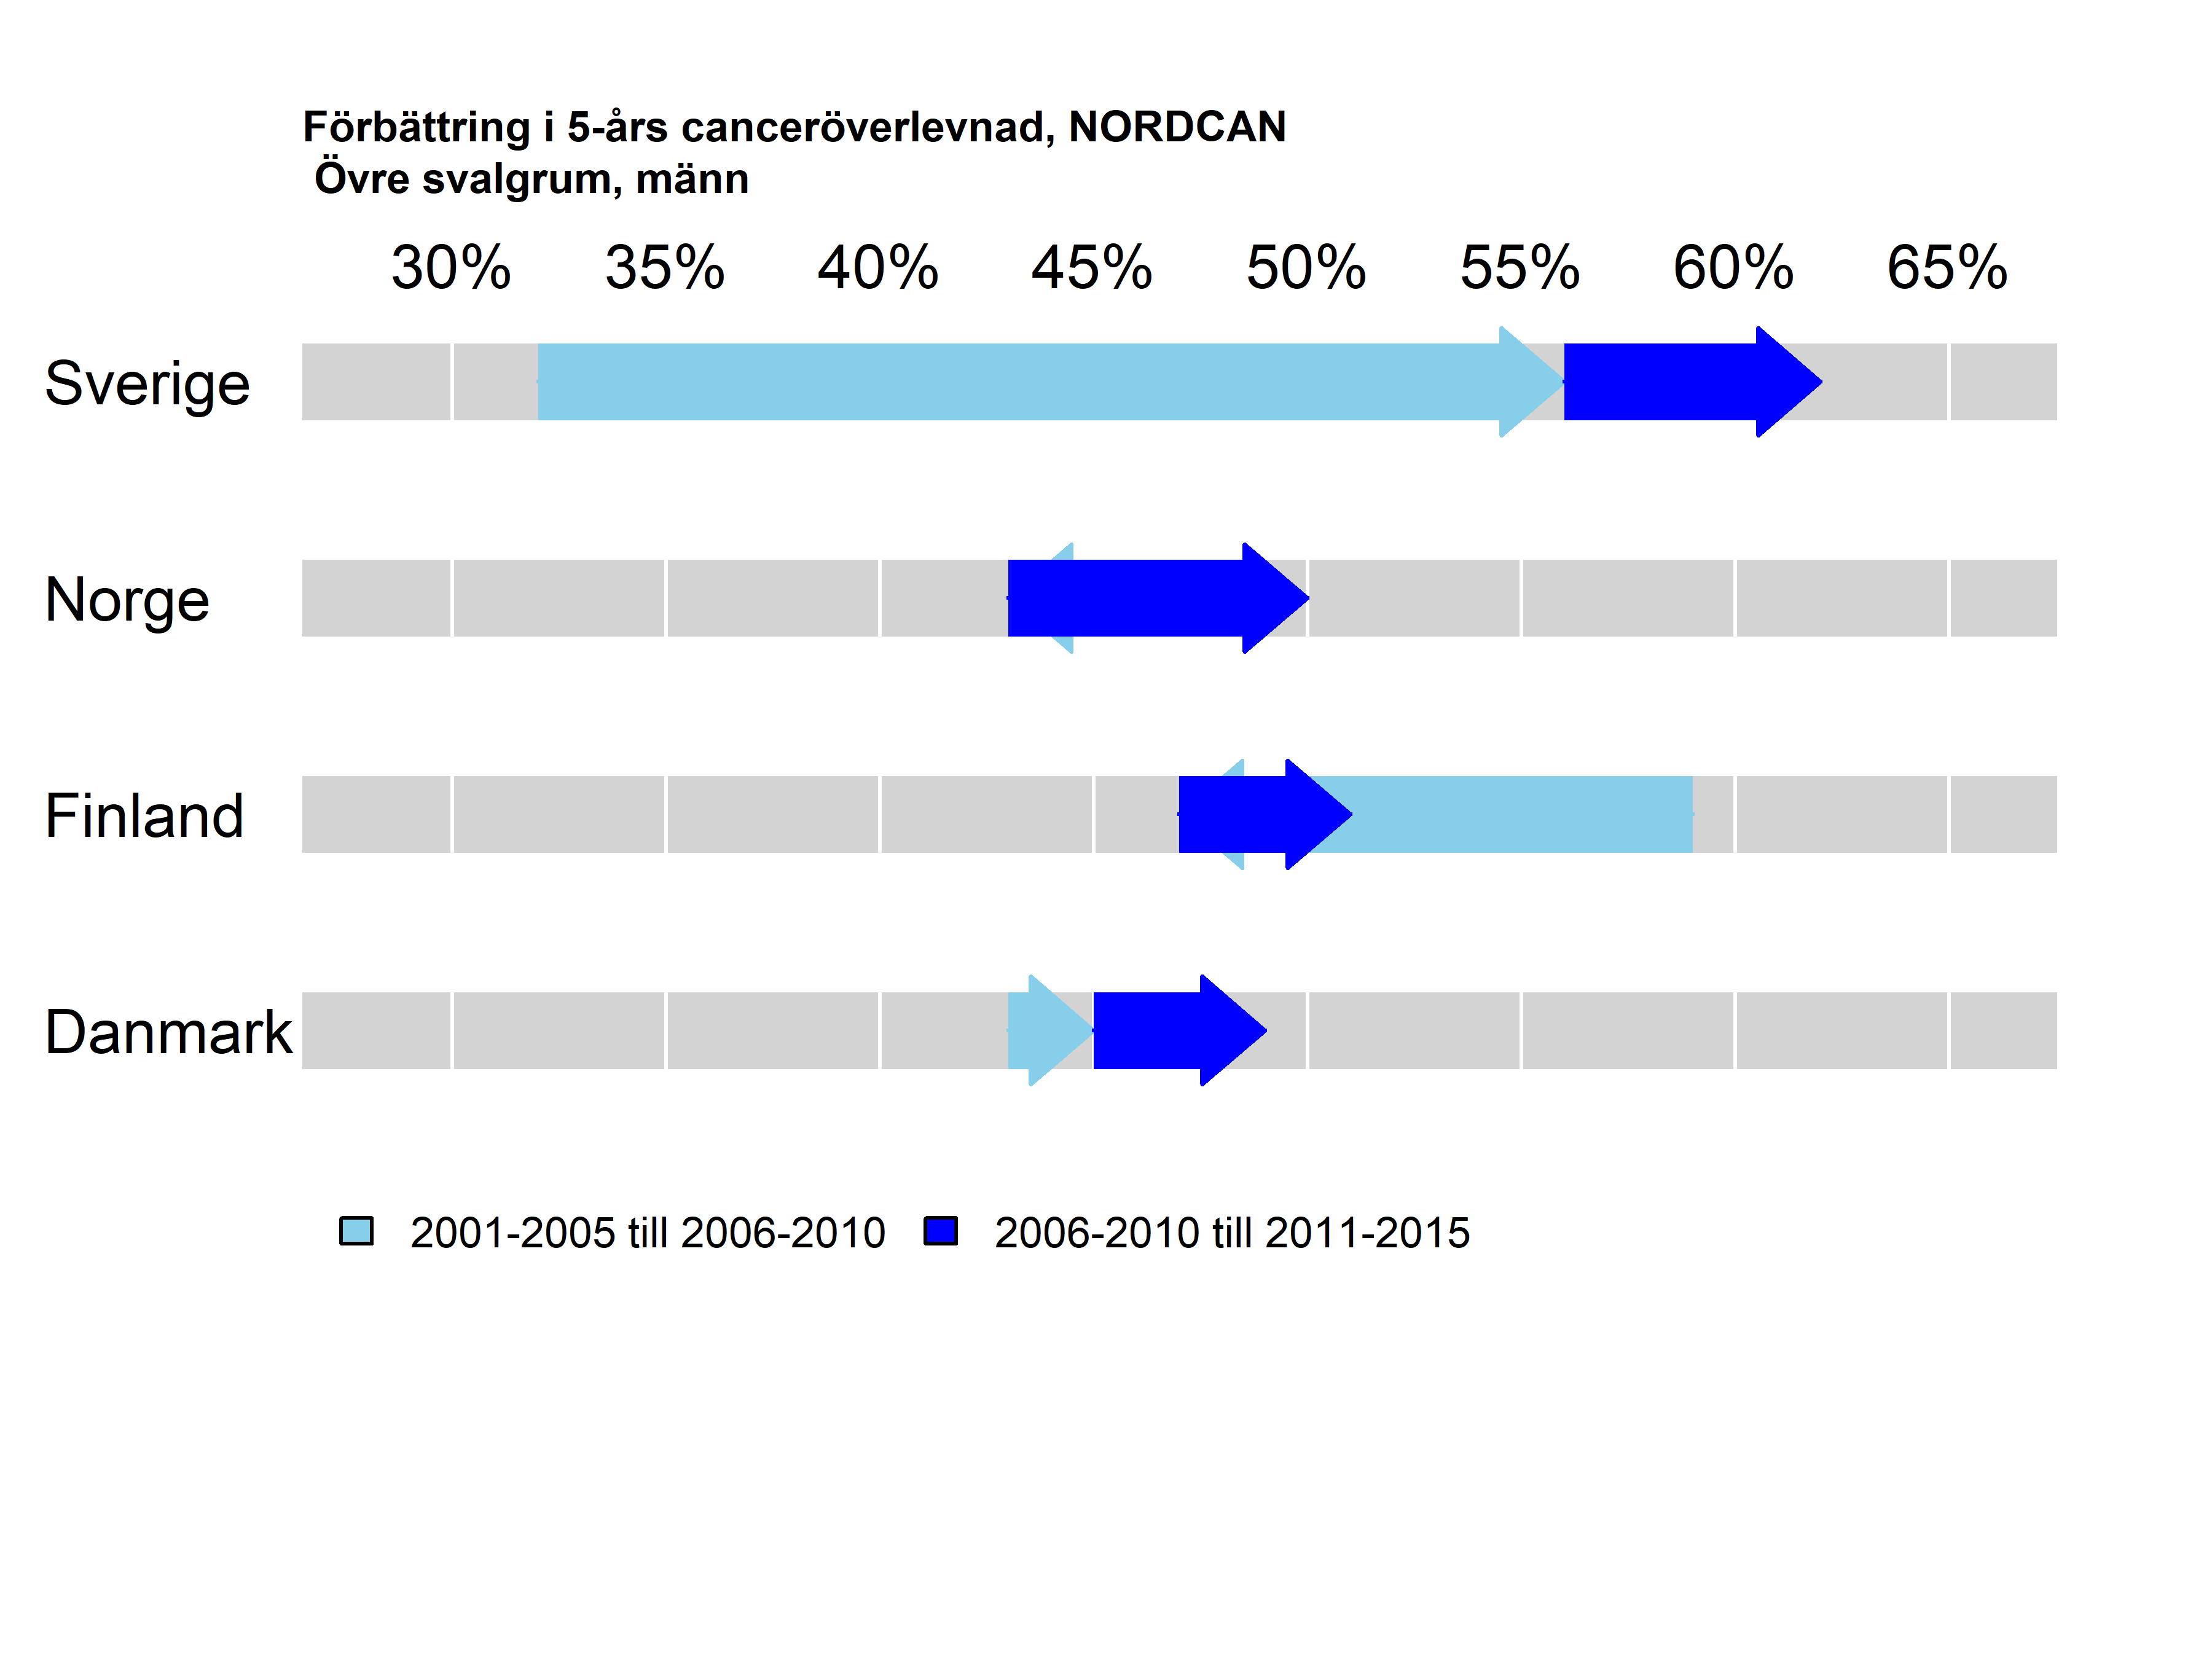 Förbättring i 5-års canceröverlevnad, NORDCAN
Övre svalgrum, männ
30% 35% 40% 45% 50% 55% 60% 65%
Sverige
Norge
Finland
Danmark
2001-2005 till 2006-2010 2006-2010 till 2011-2015